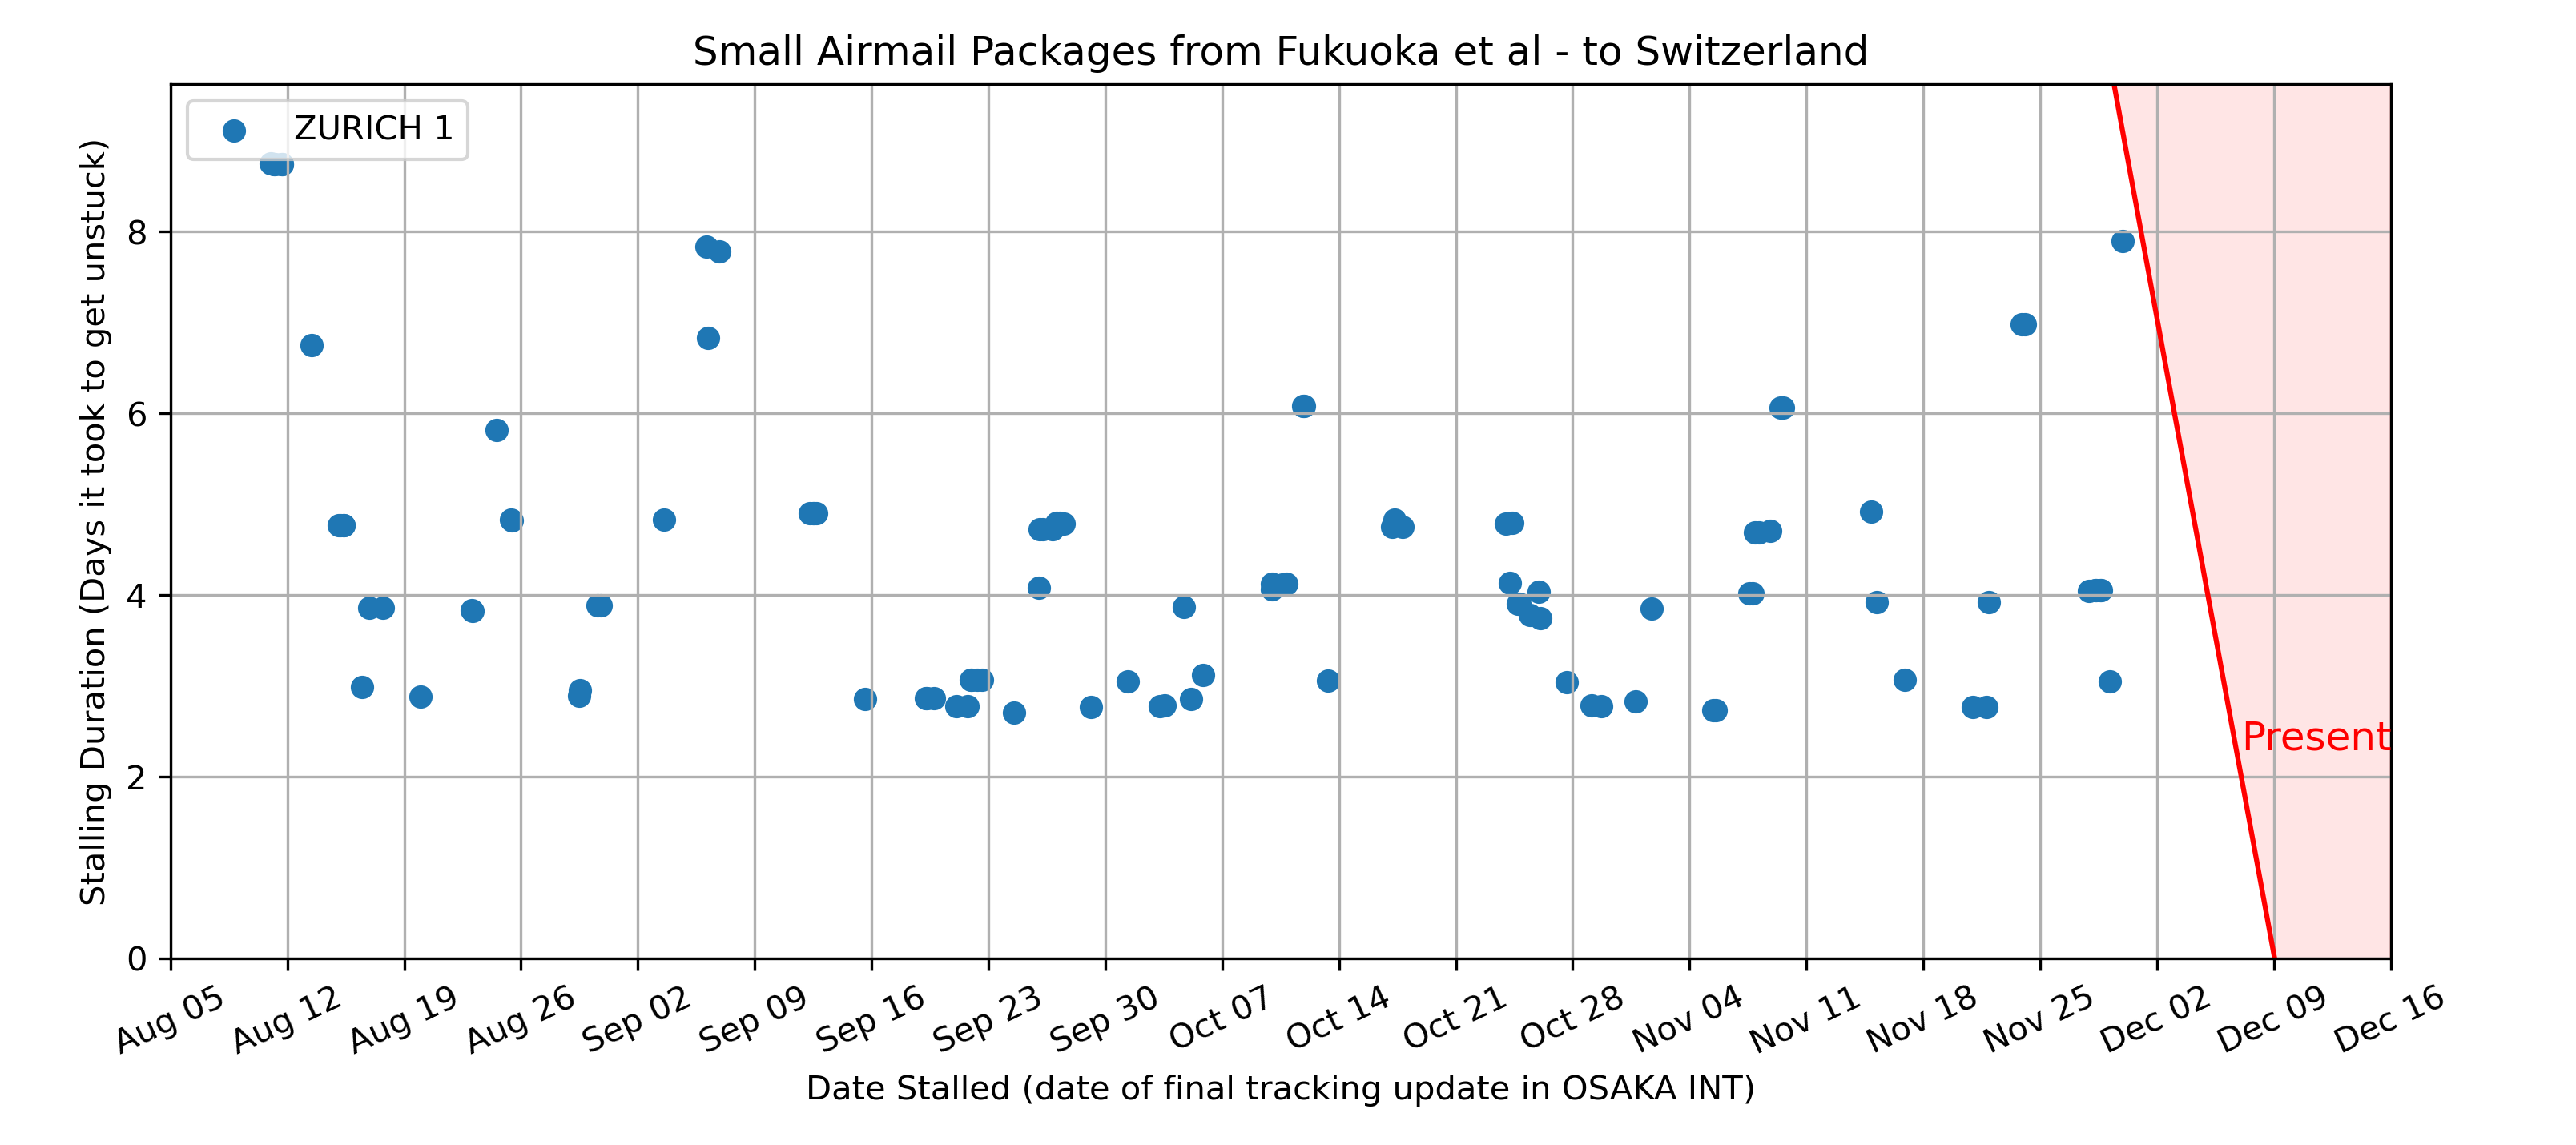 Small Airmail Packages from Fukuoka et al - to Switzerland
ZURICH 1
Stalling Duration (Days it took to get unstuck)
8
6
4
2
0
Present
Aug 05
Aug 12
Aug 19
Aug 26
Sep 02
Sep 09
Sep 16
Sep 23
Sep 30
Oct 07
Oct 14
Oct 21
Oct 28
Nov 04
Nov 11
Nov 18
Nov 25
Dec 02
Dec 09
Dec 16
Date Stalled (date of final tracking update in OSAKA INT)